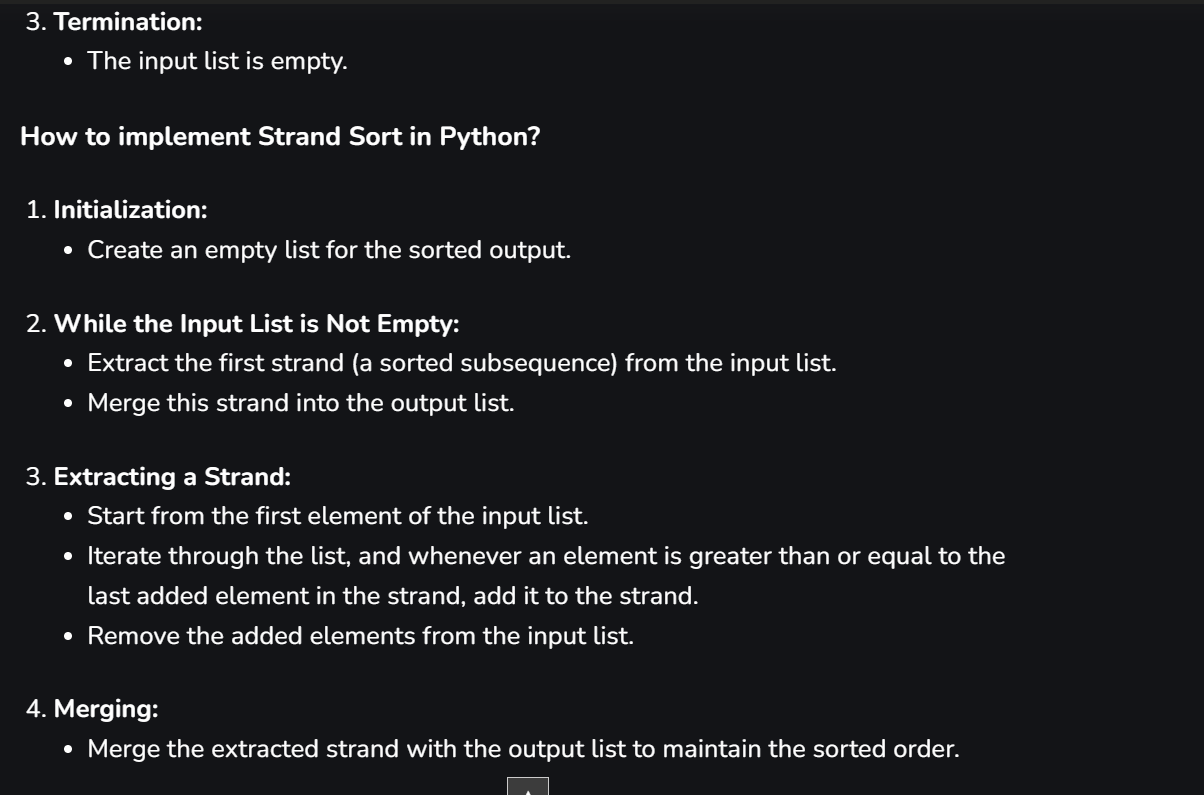 3. Termination:
• The input list is empty.
How to implement Strand Sort in Python?
1. Initialization:
• Create an empty list for the sorted output.
2. While the Input List is Not Empty:
• Extract the first strand (a sorted subsequence) from the input list.
• Merge this strand into the output list.
3. Extracting a Strand:
• Start from the first element of the input list.
• Iterate through the list, and whenever an element is greater than or equal to the
last added element in the strand, add it to the strand.
• Remove the added elements from the input list.
4. Merging:
• Merge the extracted strand with the output list to maintain the sorted order.